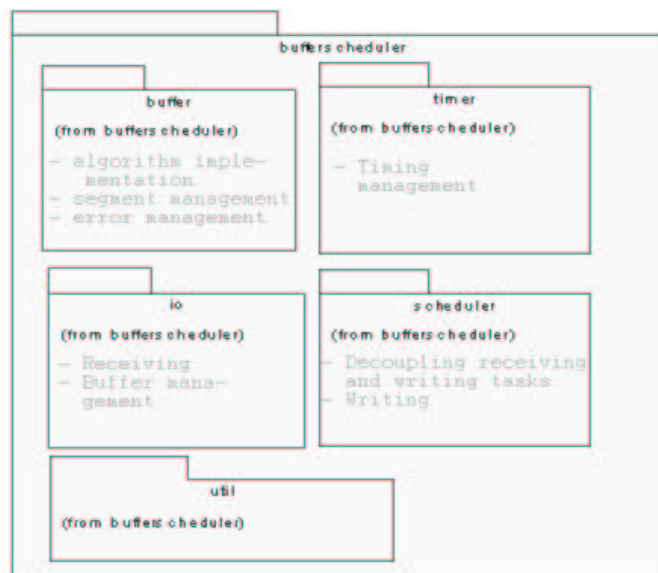 bufferscheduler
buffer
(from bufferscheduler)
- algorithm imple-
mentation
- segment management
- error management
timer
(from bufferscheduler)
- Timing
management
io
(from bufferscheduler)
- Receiving
- Buffer mana-
gement
scheduler
(from bufferscheduler)
- Decoupling receiving
and writing tasks
- Writing
util
(from bufferscheduler)